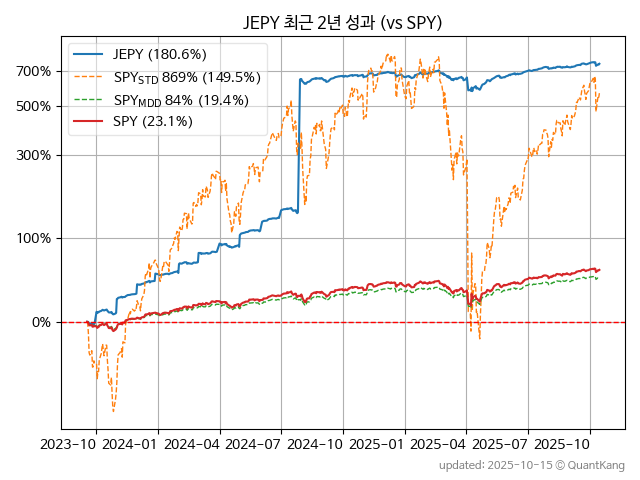 JEPY 최근 2년 성과 (vs SPY)
JEPY (180.6%)
SPY_STD 869% (149.5%)
SPY_MDD 84% (19.4%)
SPY (23.1%)
700%
500%
300%
100%
0%
2023-10 2024-01 2024-04 2024-07 2024-10 2025-01 2025-04 2025-07 2025-10
updated: 2025-10-15 © QuantKang